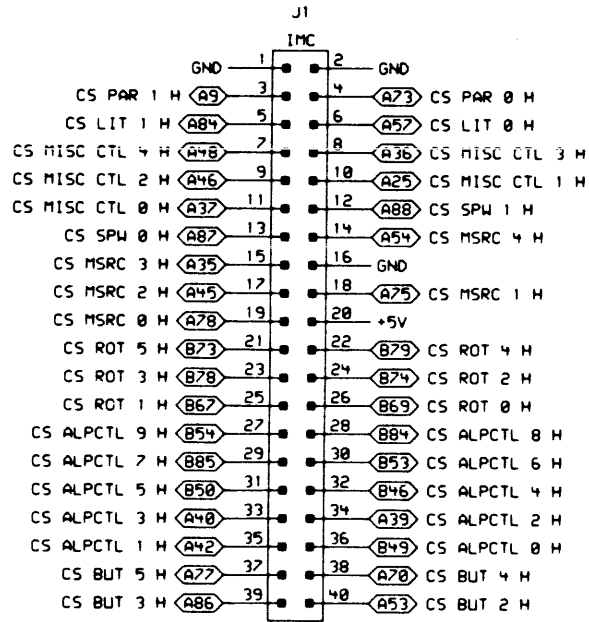 J1
IMC
GND 1 2 GND
CS PAR 1 H A9 3 4 A73 CS PAR 0 H
CS LIT 1 H A84 5 6 A57 CS LIT 0 H
CS MISC CTL 4 H A48 7 8 A36 CS MISC CTL 3 H
CS MISC CTL 2 H A46 9 10 A25 CS MISC CTL 1 H
CS MISC CTL 0 H A37 11 12 A88 CS SPW 1 H
CS SPW 0 H A87 13 14 A54 CS MSRC 4 H
CS MSRC 3 H A35 15 16 GND
CS MSRC 2 H A45 17 18 A75 CS MSRC 1 H
CS MSRC 0 H A78 19 20 +5V
CS ROT 5 H B73 21 22 B79 CS ROT 4 H
CS ROT 3 H B78 23 24 B74 CS ROT 2 H
CS ROT 1 H B67 25 26 B69 CS ROT 0 H
CS ALPCTL 9 H B54 27 28 B84 CS ALPCTL 8 H
CS ALPCTL 7 H B85 29 30 B53 CS ALPCTL 6 H
CS ALPCTL 5 H B50 31 32 B46 CS ALPCTL 4 H
CS ALPCTL 3 H A40 33 34 A39 CS ALPCTL 2 H
CS ALPCTL 1 H A42 35 36 B49 CS ALPCTL 0 H
CS BUT 5 H A77 37 38 A70 CS BUT 4 H
CS BUT 3 H A86 39 40 A53 CS BUT 2 H